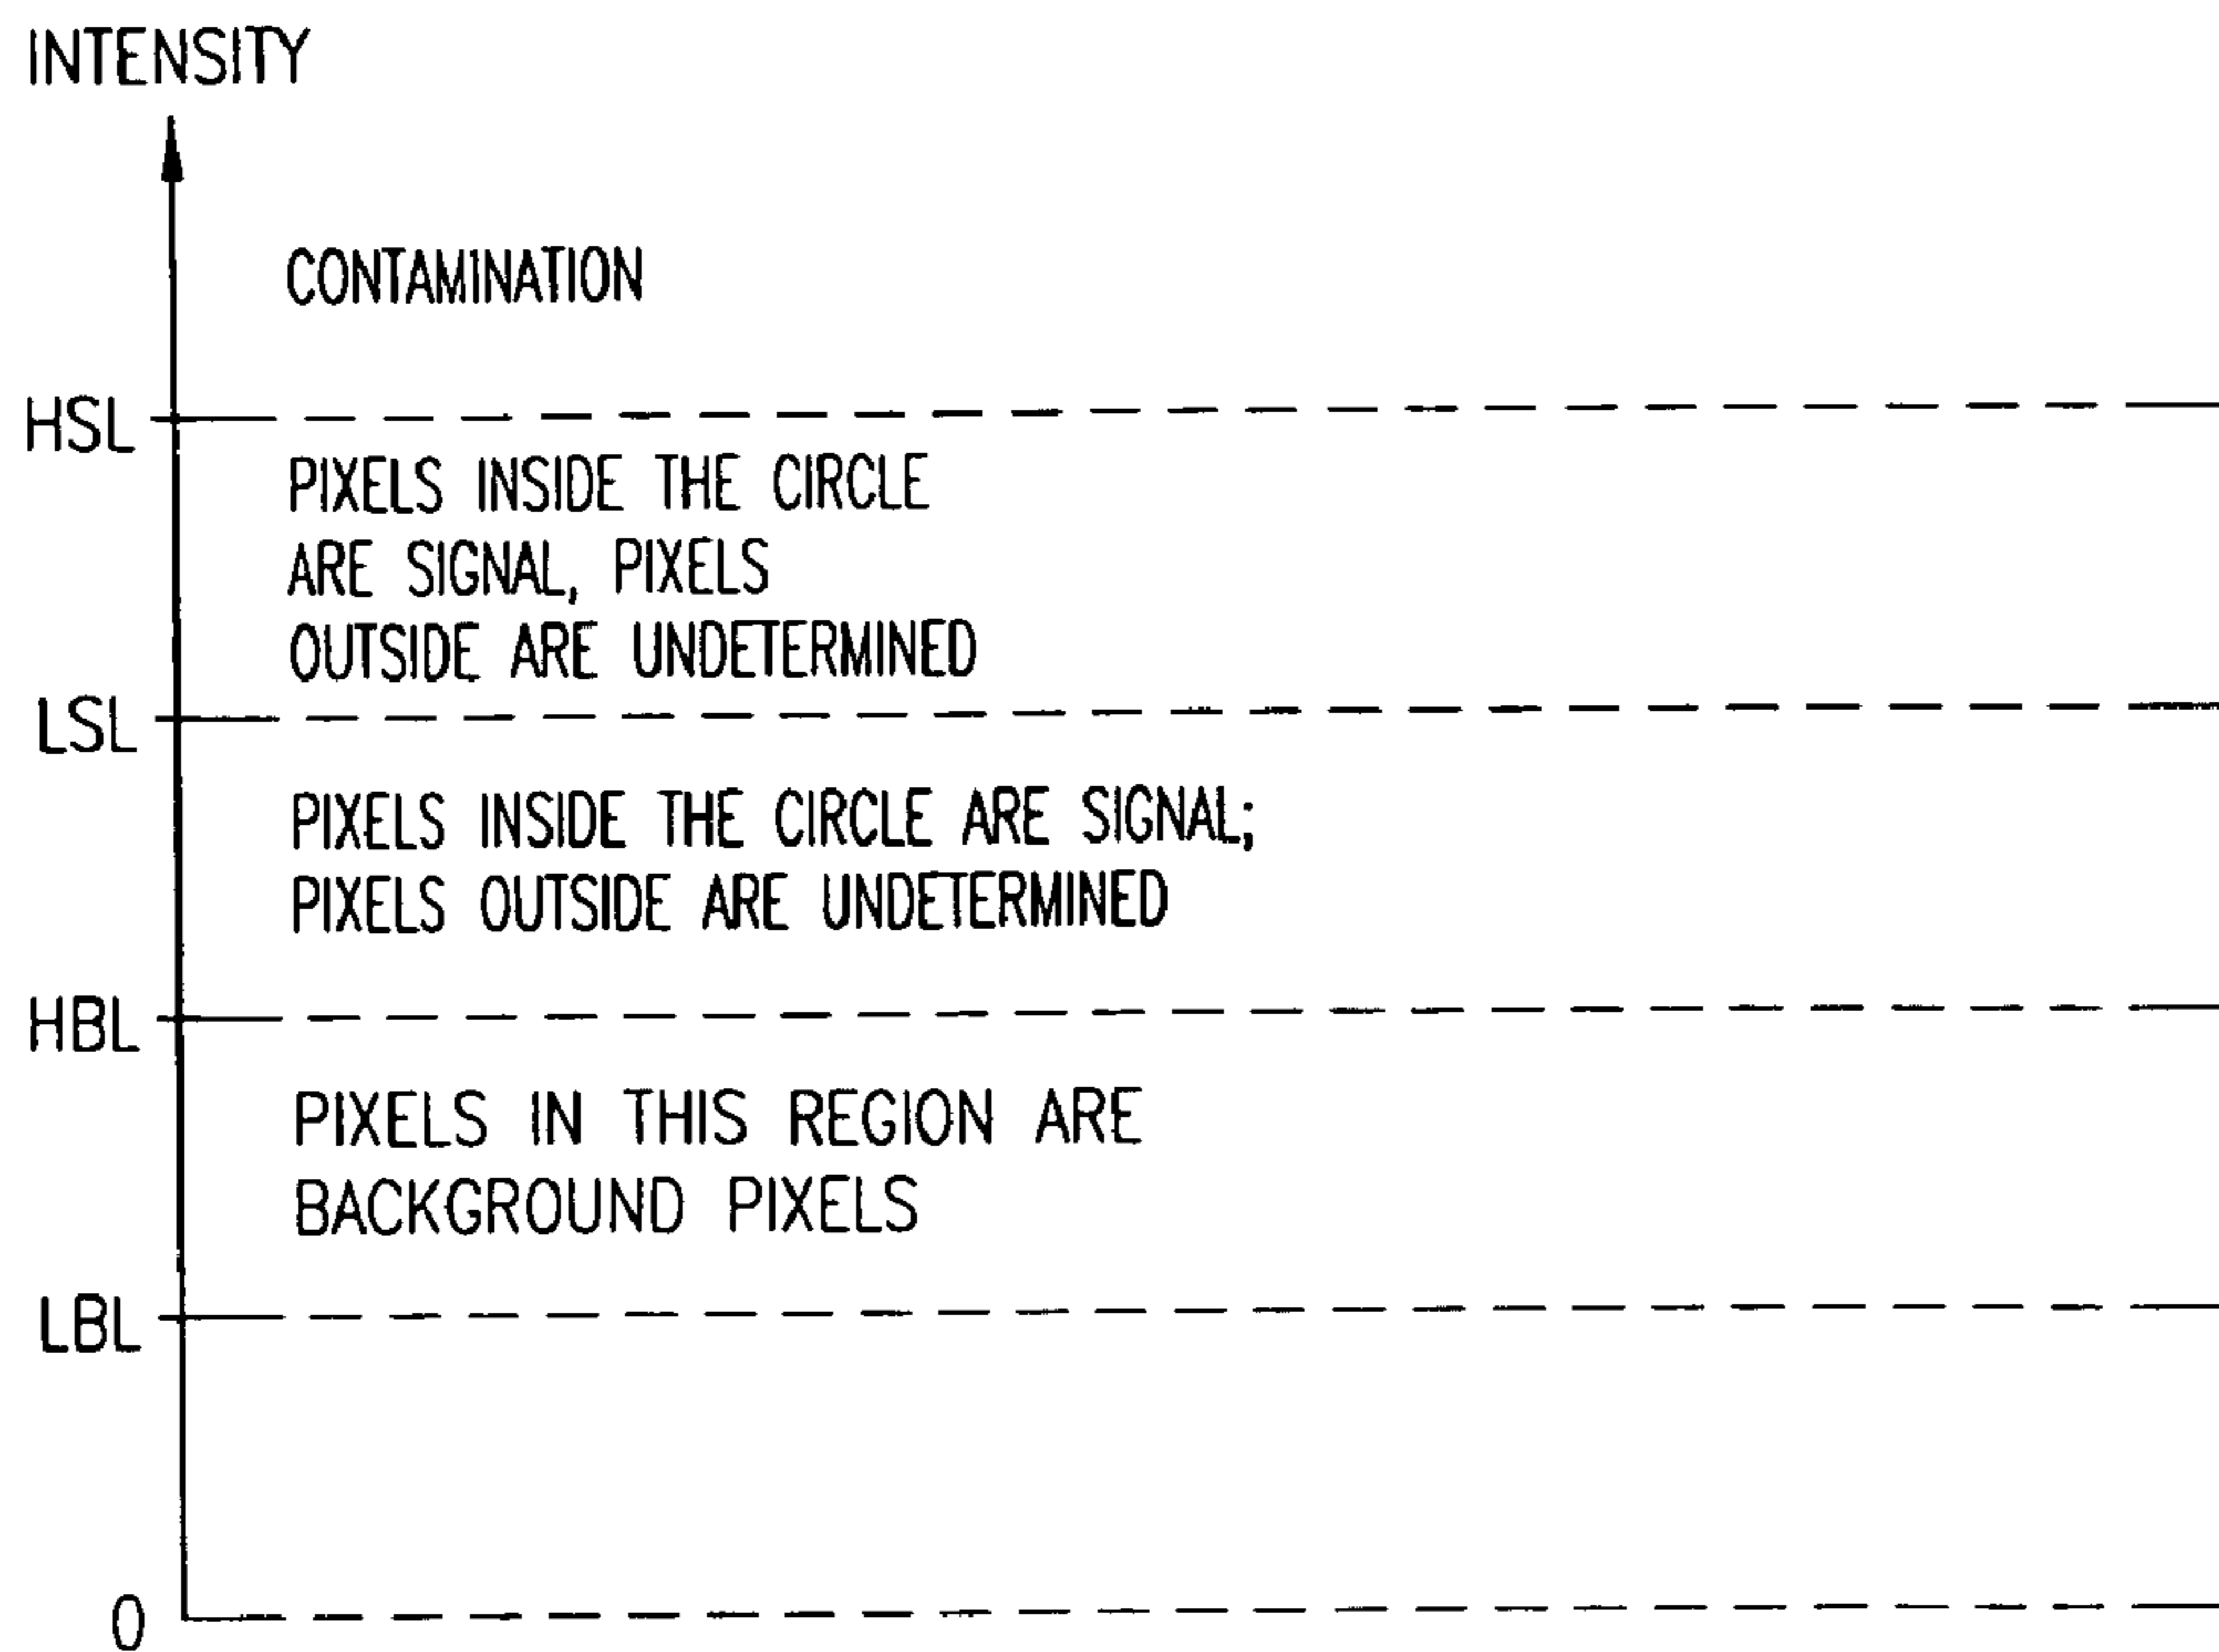 INTENSITY
CONTAMINATION
HSL
PIXELS INSIDE THE CIRCLE
ARE SIGNAL, PIXELS
OUTSIDE ARE UNDETERMINED
LSL
PIXELS INSIDE THE CIRCLE ARE SIGNAL;
PIXELS OUTSIDE ARE UNDETERMINED
HBL
PIXELS IN THIS REGION ARE
BACKGROUND PIXELS
LBL
0